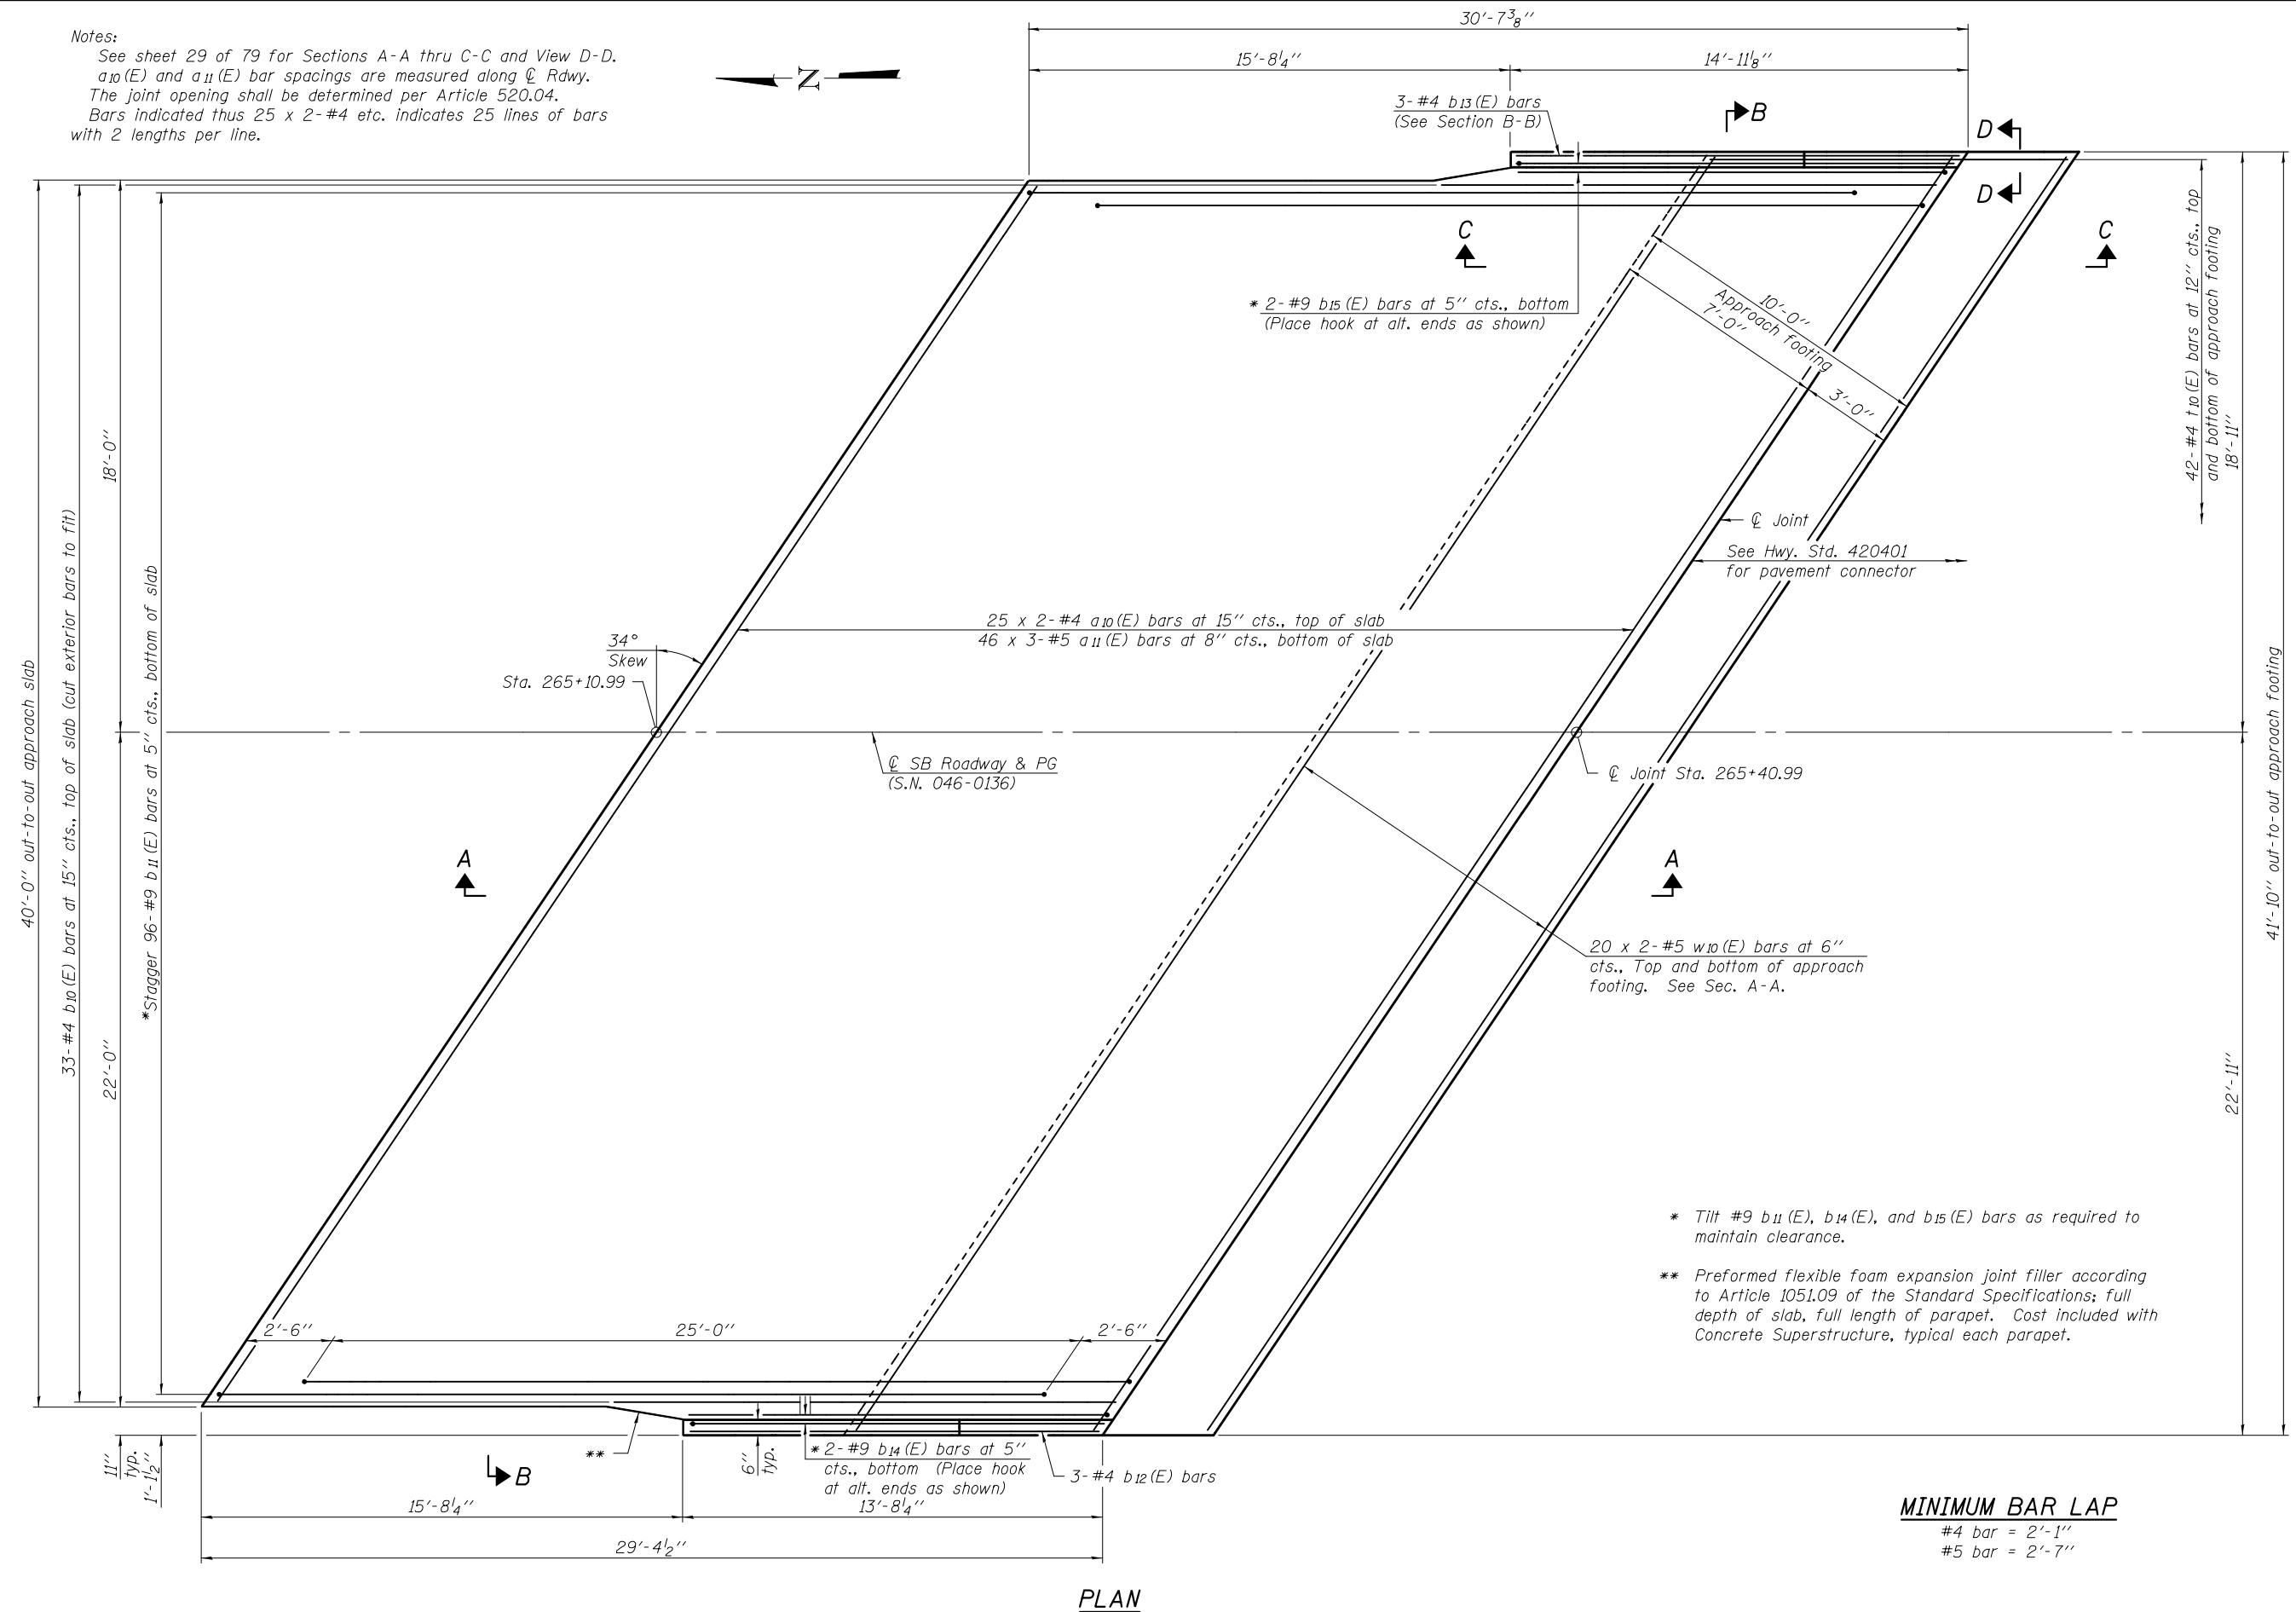 Notes:
See sheet 29 of 79 for Sections A-A thru C-C and View D-D.
a10(E) and a11(E) bar spacings are measured along ℄ Rdwy.
The joint opening shall be determined per Article 520.04.
Bars indicated thus 25 x 2-#4 etc. indicates 25 lines of bars
with 2 lengths per line.
N
30'-7 3/8"
15'-8 1/4"
14'-11 1/8"
3-#4 b13(E) bars
(See Section B-B)
B
D
D
C
C
* 2-#9 b15(E) bars at 5" cts., bottom
(Place hook at alt. ends as shown)
10'-0"
Approach footing
7'-0"
3'-0"
42-#4 t10(E) bars at 12" cts., top
and bottom of approach footing
18'-11"
18'-0"
40'-0" out-to-out approach slab
33-#4 b10(E) bars at 15" cts., top of slab (cut exterior bars to fit)
*Stagger 96-#9 b11(E) bars at 5" cts., bottom of slab
22'-0"
℄ Joint
See Hwy. Std. 420401
for pavement connector
25 x 2-#4 a10(E) bars at 15" cts., top of slab
46 x 3-#5 a11(E) bars at 8" cts., bottom of slab
34°
Skew
Sta. 265+10.99
℄ SB Roadway & PG
(S.N. 046-0136)
℄ Joint Sta. 265+40.99
41'-10" out-to-out approach footing
22'-11"
A
A
20 x 2-#5 w10(E) bars at 6"
cts., Top and bottom of approach
footing. See Sec. A-A.
* Tilt #9 b11(E), b14(E), and b15(E) bars as required to
maintain clearance.
** Preformed flexible foam expansion joint filler according
to Article 1051.09 of the Standard Specifications; full
depth of slab, full length of parapet. Cost included with
Concrete Superstructure, typical each parapet.
2'-6"
25'-0"
2'-6"
11"
typ.
1'-1 1/2"
**
B
6"
typ.
* 2-#9 b14(E) bars at 5"
cts., bottom (Place hook
at alt. ends as shown)
3-#4 b12(E) bars
15'-8 1/4"
13'-8 1/4"
29'-4 1/2"
MINIMUM BAR LAP
#4 bar = 2'-1"
#5 bar = 2'-7"
PLAN